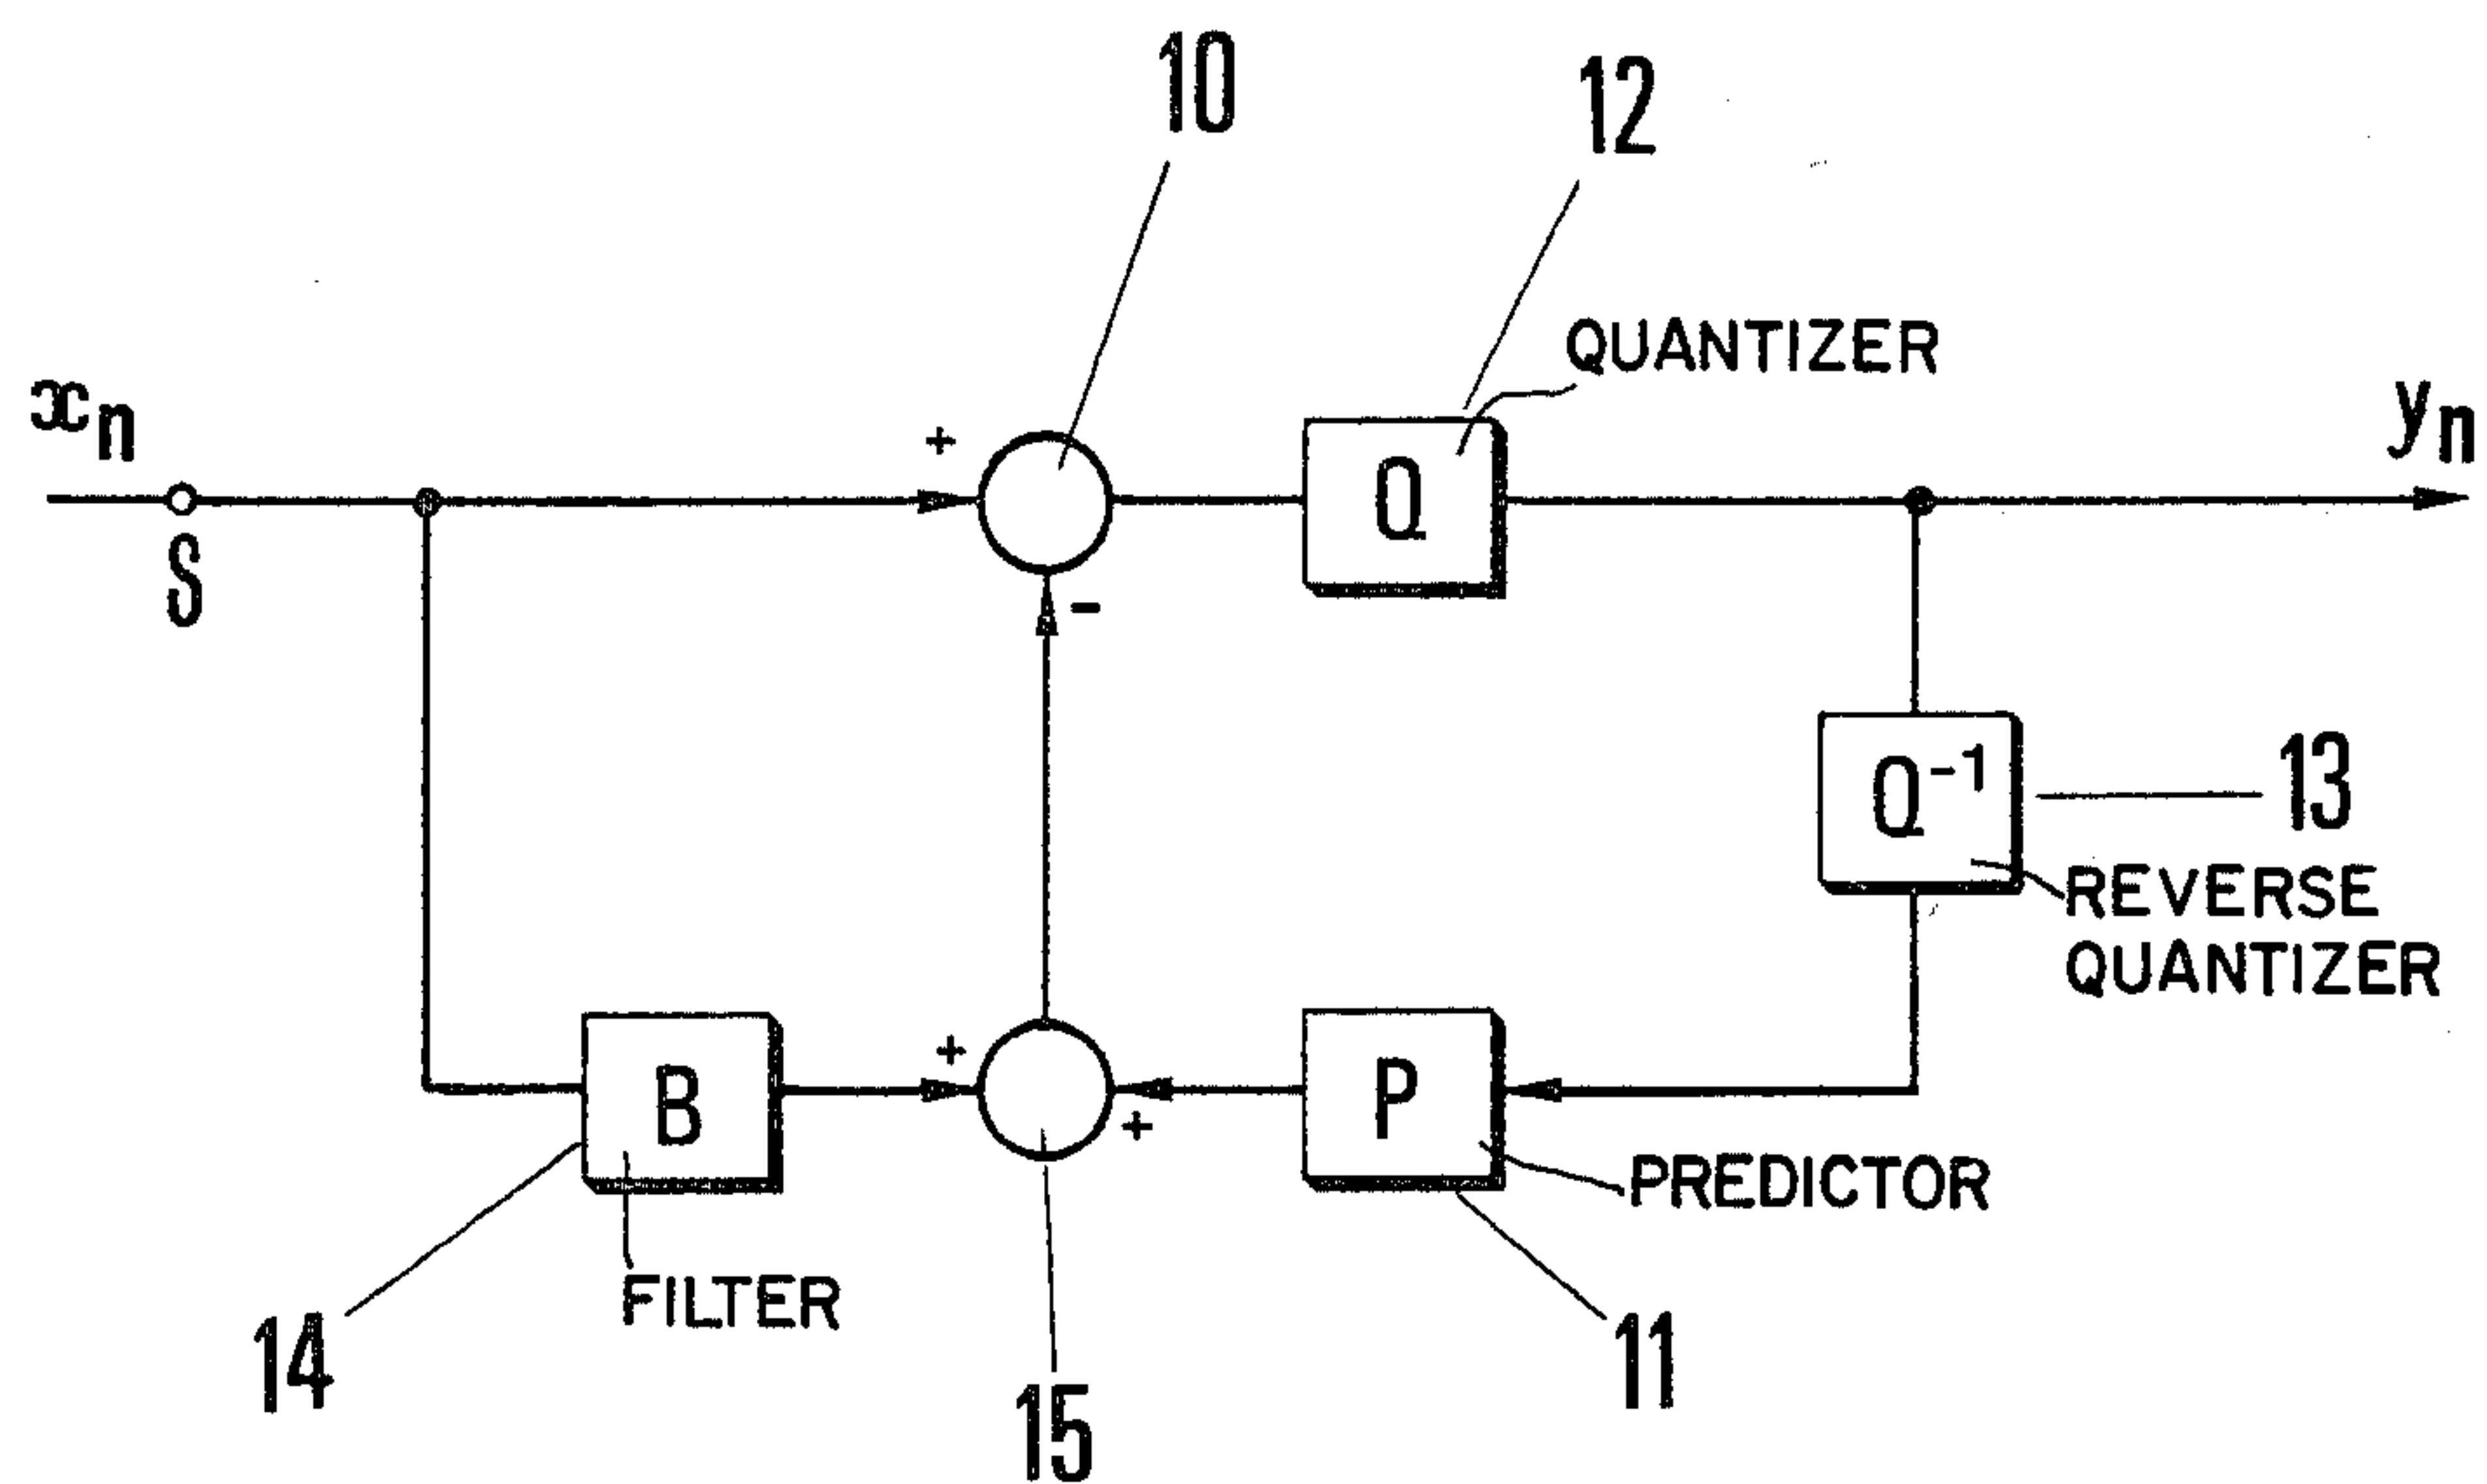 10
12
QUANTIZER
xn
yn
+
S
Q
-
Q-1
13
REVERSE
QUANTIZER
+
B
P
+
PREDICTOR
FILTER
14
11
15